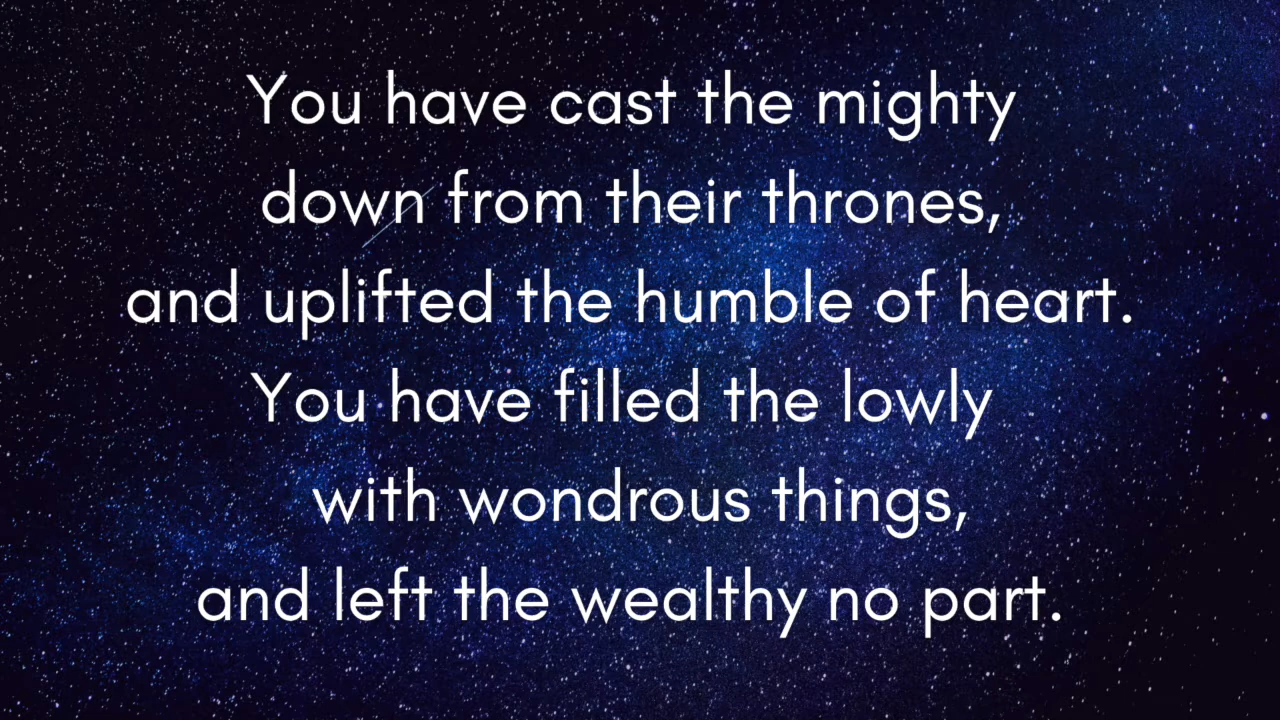 You have cast the mighty
down from their thrones,
and uplifted the humble of heart.
You have filled the lowly
with wondrous things,
and left the wealthy no part.